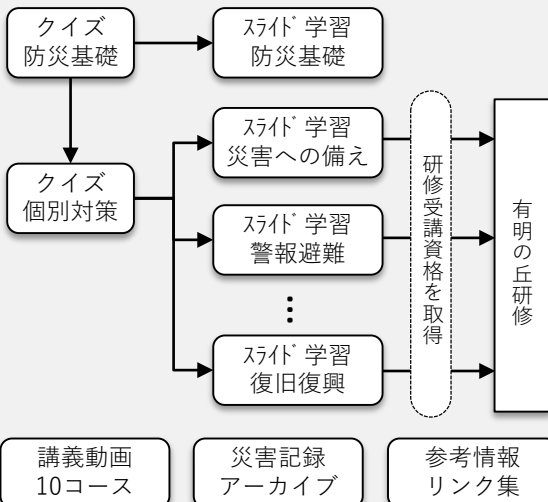 クイズ
防災基礎
ｽﾗｲﾄﾞ学習
防災基礎
クイズ
個別対策
ｽﾗｲﾄﾞ学習
災害への備え
ｽﾗｲﾄﾞ学習
警報避難
⋮
ｽﾗｲﾄﾞ学習
復旧復興
研修受講資格を取得
有明の丘研修
講義動画
10コース
災害記録
アーカイブ
参考情報
リンク集